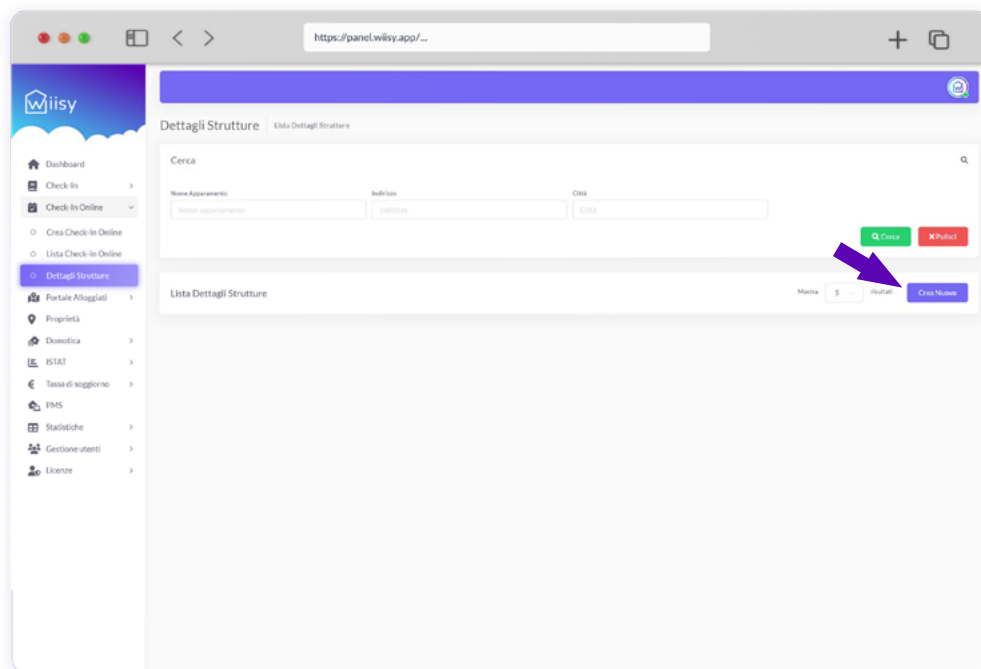 https://panel.wiisy.app/...
wiisy
Dettagli Strutture
Lista Dettagli Strutture
Dashboard
Check-In
Check-In Online
Crea Check-In Online
Lista Check-In Online
Dettagli Strutture
Portale Alloggiati
Proprietà
Domotica
ISTAT
Tassa di soggiorno
PMS
Statistiche
Gestione utenti
Licenze
Cerca
Nome Appartamento
Indirizzo
Città
Nome appartamento
Indirizzo
Città
Cerca
Pulisci
Lista Dettagli Strutture
Mostra 5 risultati
Crea Nuovo